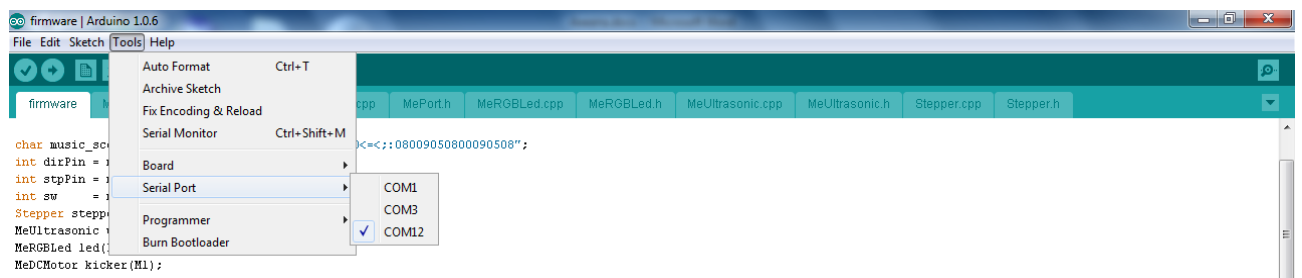 firmware | Arduino 1.0.6
File Edit Sketch Tools Help
Auto Format Ctrl+T
Archive Sketch
Fix Encoding & Reload
Serial Monitor Ctrl+Shift+M
Board
Serial Port
Programmer
Burn Bootloader
COM1
COM3
COM12
firmware M cpp MePort.h MeRGBLed.cpp MeRGBLed.h MeUltrasonic.cpp MeUltrasonic.h Stepper.cpp Stepper.h
char music_sc <=<;:08009050800090508";
int dirPin =
int stpPin =
int sw =
Stepper stepp
MeUltrasonic
MeRGBLed led(
MeDCMotor kicker(M1);